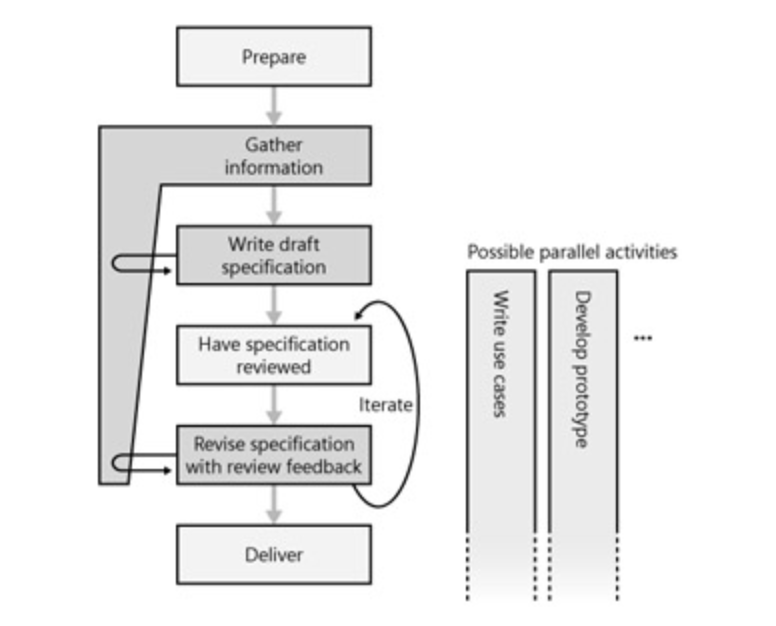 Prepare
Gather
information
Write draft
specification
Have specification
reviewed
Iterate
Revise specification
with review feedback
Deliver
Possible parallel activities
Write use cases
Develop prototype
...